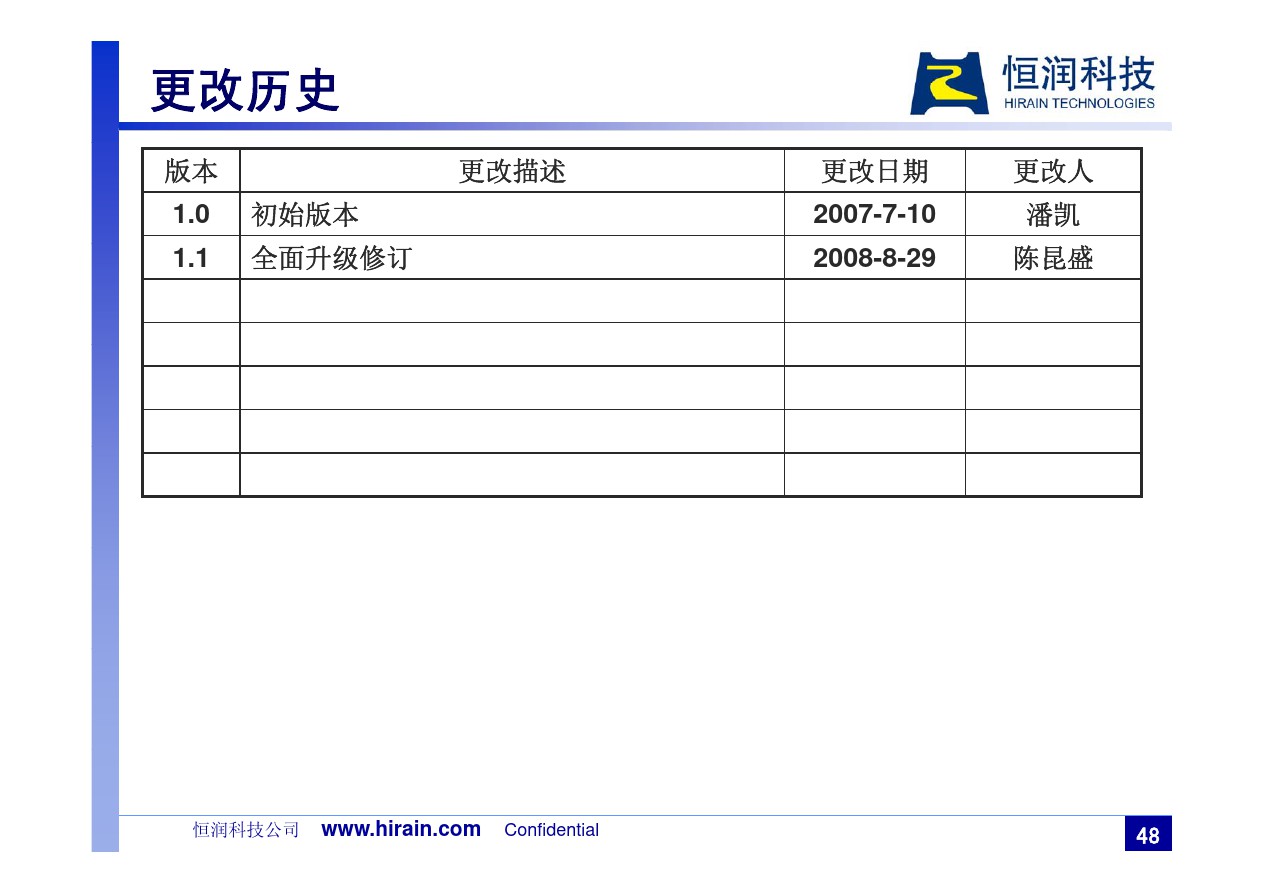 更改历史
恒润科技
HIRAIN TECHNOLOGIES
版本 更改描述 更改日期 更改人
1.0 初始版本 2007-7-10 潘凯
1.1 全面升级修订 2008-8-29 陈昆盛
恒润科技公司 www.hirain.com Confidential
48